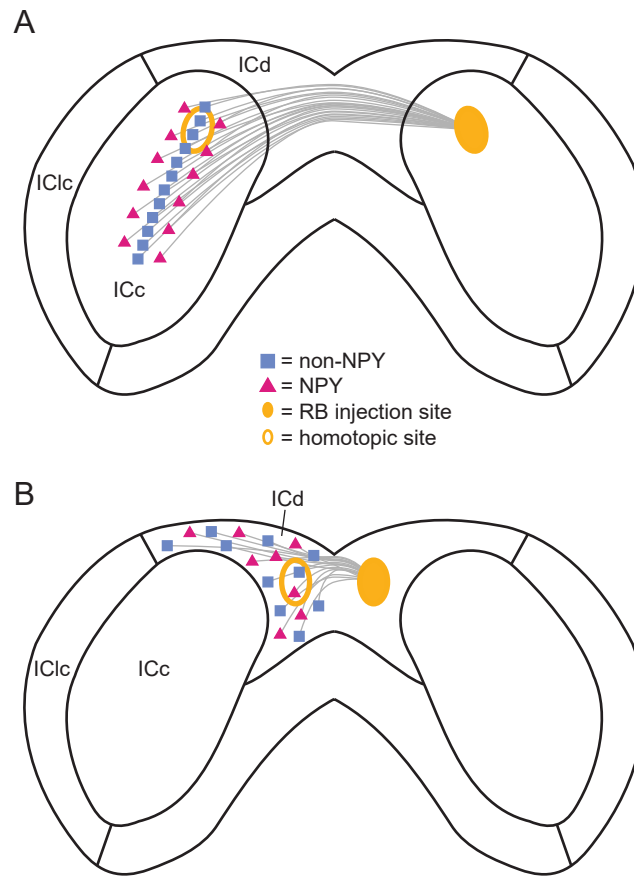 A
ICd
IClc
ICc
= non-NPY
= NPY
= RB injection site
= homotopic site
B
ICd
IClc
ICc